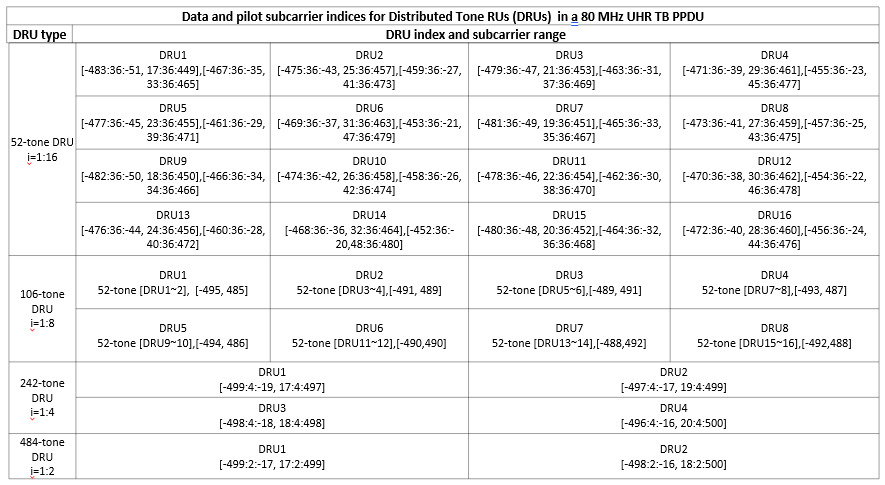 Data and pilot subcarrier indices for Distributed Tone RUs (DRUs) in a 80 MHz UHR TB PPDU
DRU type
DRU index and subcarrier range
52-tone DRU
i=1:16
DRU1
[-483:36:-51, 17:36:449],[-467:36:-35,
33:36:465]
DRU2
[-475:36:-43, 25:36:457],[-459:36:-27,
41:36:473]
DRU3
[-479:36:-47, 21:36:453],[-463:36:-31,
37:36:469]
DRU4
[-471:36:-39, 29:36:461],[-455:36:-23,
45:36:477]
DRU5
[-477:36:-45, 23:36:455],[-461:36:-29,
39:36:471]
DRU6
[-469:36:-37, 31:36:463],[-453:36:-21,
47:36:479]
DRU7
[-481:36:-49, 19:36:451],[-465:36:-33,
35:36:467]
DRU8
[-473:36:-41, 27:36:459],[-457:36:-25,
43:36:475]
DRU9
[-482:36:-50, 18:36:450],[-466:36:-34,
34:36:466]
DRU10
[-474:36:-42, 26:36:458],[-458:36:-26,
42:36:474]
DRU11
[-478:36:-46, 22:36:454],[-462:36:-30,
38:36:470]
DRU12
[-470:36:-38, 30:36:462],[-454:36:-22,
46:36:478]
DRU13
[-476:36:-44, 24:36:456],[-460:36:-28,
40:36:472]
DRU14
[-468:36:-36, 32:36:464],[-452:36:-
20,48:36:480]
DRU15
[-480:36:-48, 20:36:452],[-464:36:-32,
36:36:468]
DRU16
[-472:36:-40, 28:36:460],[-456:36:-24,
44:36:476]
106-tone
DRU
i=1:8
DRU1
52-tone [DRU1~2], [-495, 485]
DRU2
52-tone [DRU3~4],[-491, 489]
DRU3
52-tone [DRU5~6],[-489, 491]
DRU4
52-tone [DRU7~8],[-493, 487]
DRU5
52-tone [DRU9~10],[-494, 486]
DRU6
52-tone [DRU11~12],[-490,490]
DRU7
52-tone [DRU13~14],[-488,492]
DRU8
52-tone [DRU15~16],[-492,488]
242-tone
DRU
i=1:4
DRU1
[-499:4:-19, 17:4:497]
DRU2
[-497:4:-17, 19:4:499]
DRU3
[-498:4:-18, 18:4:498]
DRU4
[-496:4:-16, 20:4:500]
484-tone
DRU
i=1:2
DRU1
[-499:2:-17, 17:2:499]
DRU2
[-498:2:-16, 18:2:500]